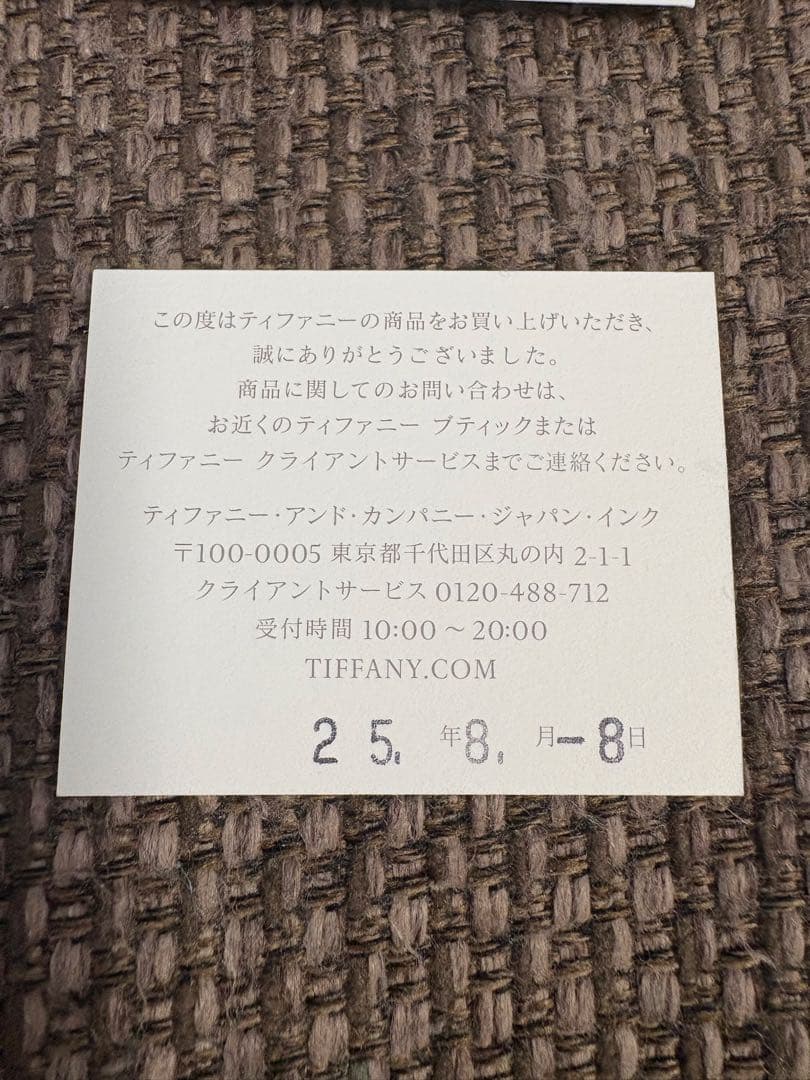 この度はティファニーの商品をお買い上げいただき、
誠にありがとうございました。
商品に関してのお問い合わせは、
お近くのティファニー ブティックまたは
ティファニー クライアントサービスまでご連絡ください。
ティファニー・アンド・カンパニー・ジャパン・インク
〒100-0005 東京都千代田区丸の内 2-1-1
クライアントサービス 0120-488-712
受付時間 10:00 〜 20:00
TIFFANY.COM
25. 年8. 月-8日